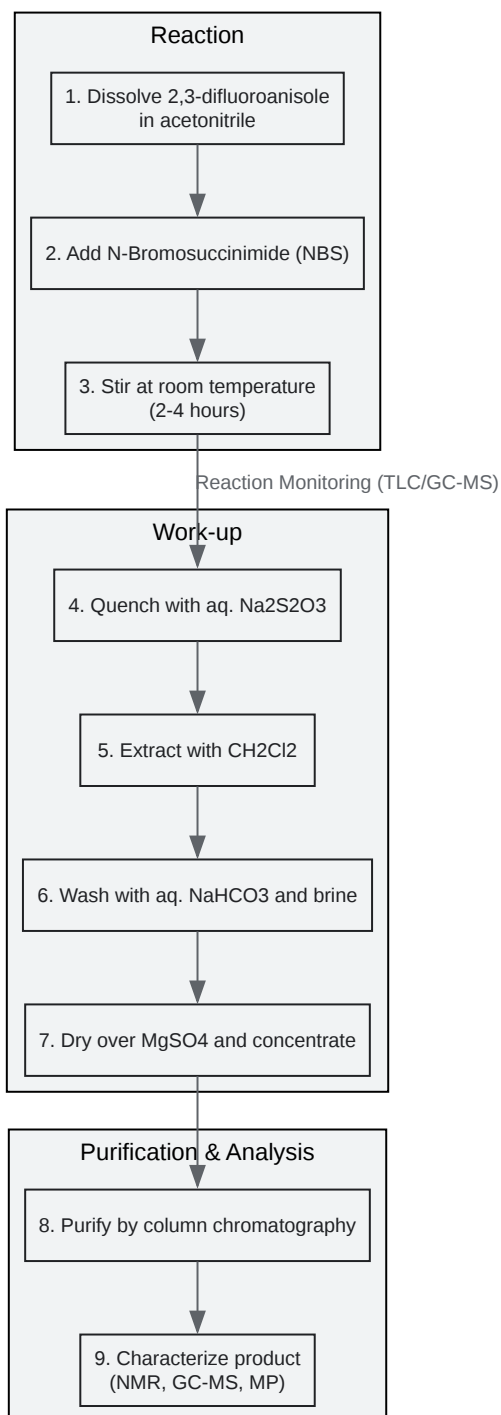 Reaction
1. Dissolve 2,3-difluoroanisole
in acetonitrile
2. Add N-Bromosuccinimide (NBS)
3. Stir at room temperature
(2-4 hours)
Reaction Monitoring (TLC/GC-MS)
Work-up
4. Quench with aq. Na2S2O3
5. Extract with CH2Cl2
6. Wash with aq. NaHCO3 and brine
7. Dry over MgSO4 and concentrate
Purification & Analysis
8. Purify by column chromatography
9. Characterize product
(NMR, GC-MS, MP)